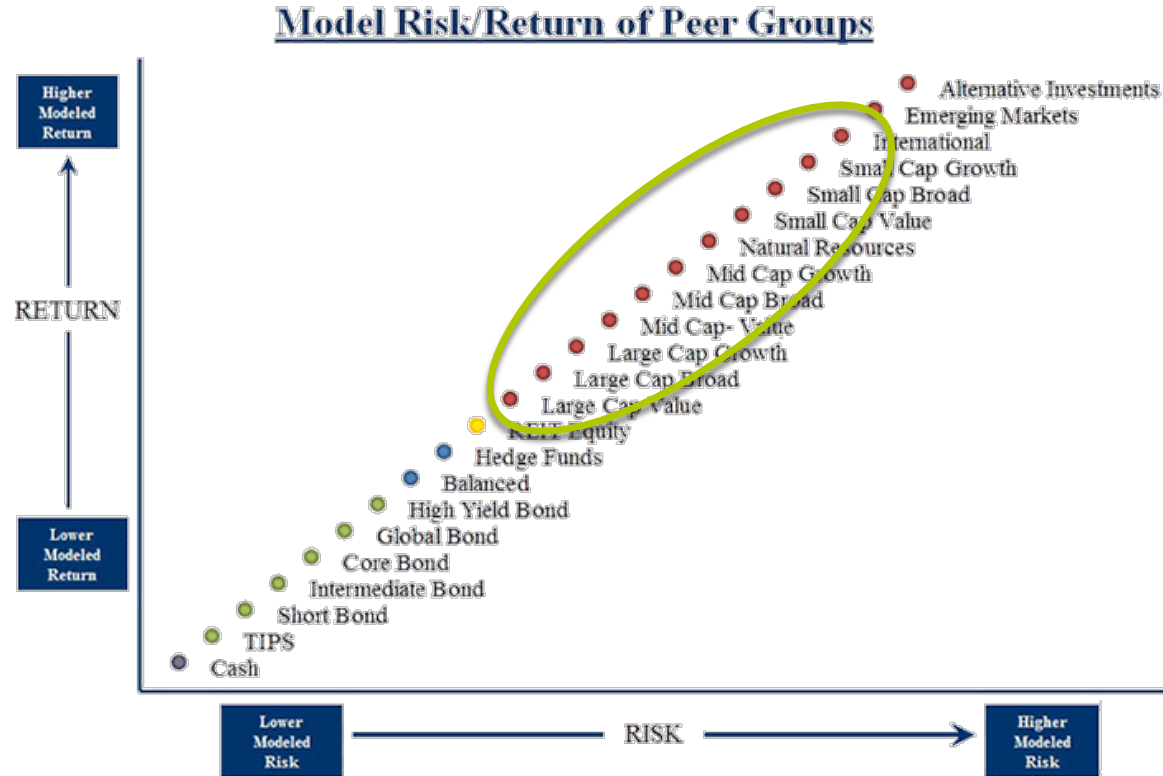 Model Risk/Return of Peer Groups
Higher
Modeled
Return
RETURN
Lower
Modeled
Return
Alternative Investments
Emerging Markets
International
Small Cap Growth
Small Cap Broad
Small Cap Value
Natural Resources
Mid Cap Growth
Mid Cap Broad
Mid Cap- Value
Large Cap Growth
Large Cap Broad
Large Cap Value
REIT Equity
Hedge Funds
Balanced
High Yield Bond
Global Bond
Core Bond
Intermediate Bond
Short Bond
TIPS
Cash
Lower
Modeled
Risk
RISK
Higher
Modeled
Risk